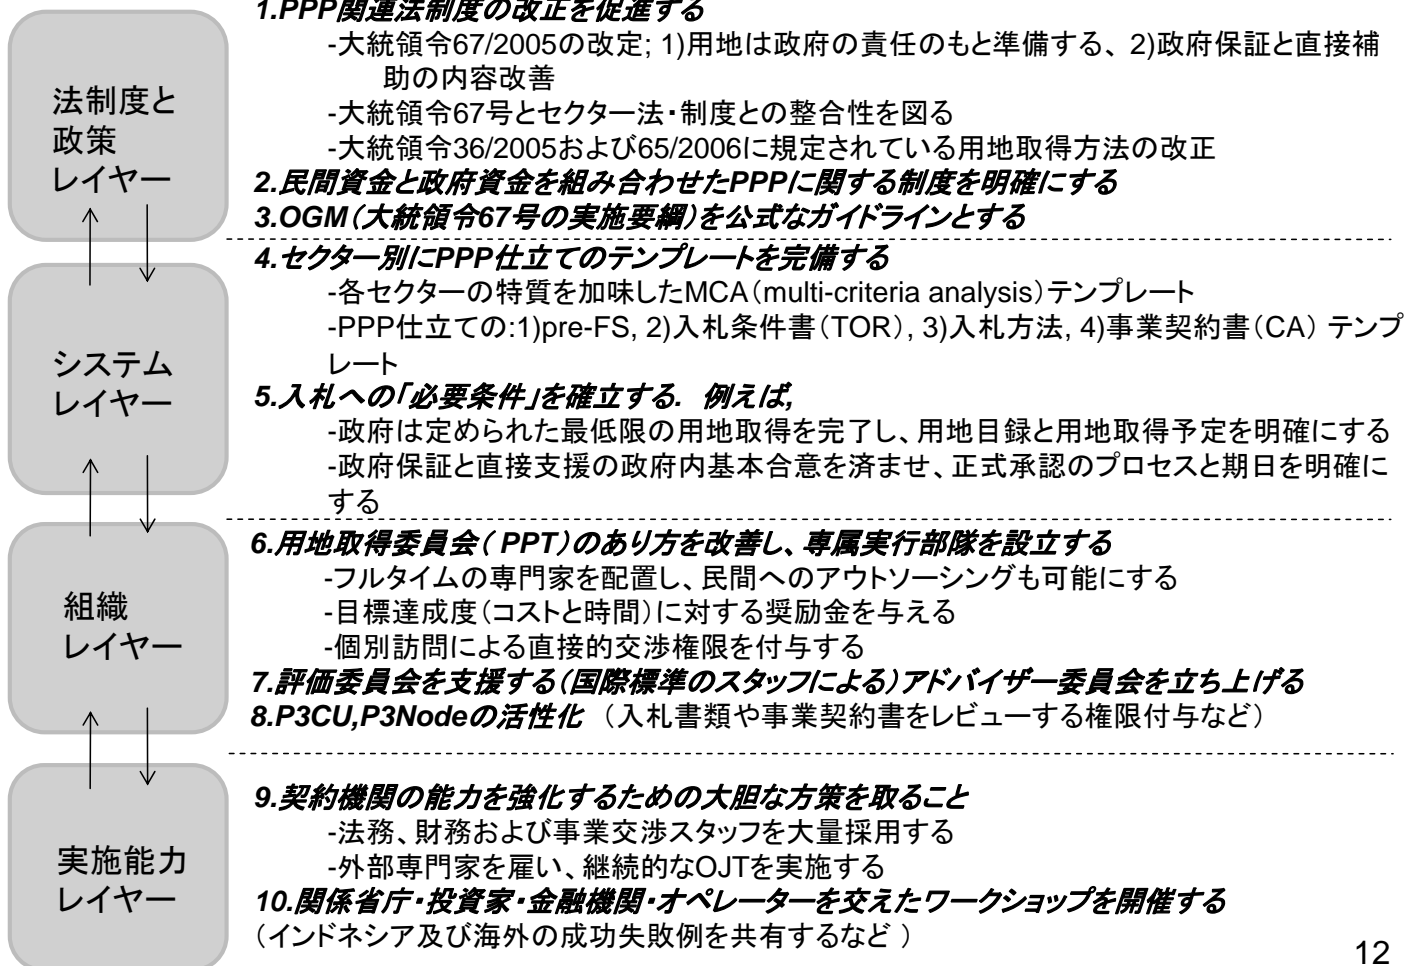 法制度と
政策
レイヤー
1.PPP関連法制度の改正を促進する
-大統領令67/2005の改定; 1)用地は政府の責任のもと準備する、2)政府保証と直接補
助の内容改善
-大統領令67号とセクター法・制度との整合性を図る
-大統領令36/2005および65/2006に規定されている用地取得方法の改正
2.民間資金と政府資金を組み合わせたPPPに関する制度を明確にする
3.OGM（大統領令67号の実施要綱）を公式なガイドラインとする
システム
レイヤー
4.セクター別にPPP仕立てのテンプレートを完備する
-各セクターの特質を加味したMCA（multi-criteria analysis）テンプレート
-PPP仕立ての:1)pre-FS, 2)入札条件書（TOR）, 3)入札方法, 4)事業契約書（CA） テンプ
レート
5.入札への「必要条件」を確立する. 例えば,
-政府は定められた最低限の用地取得を完了し、用地目録と用地取得予定を明確にする
-政府保証と直接支援の政府内基本合意を済ませ、正式承認のプロセスと期日を明確に
する
組織
レイヤー
6.用地取得委員会（ PPT）のあり方を改善し、専属実行部隊を設立する
-フルタイムの専門家を配置し、民間へのアウトソーシングも可能にする
-目標達成度（コストと時間）に対する奨励金を与える
-個別訪問による直接的交渉権限を付与する
7.評価委員会を支援する（国際標準のスタッフによる）アドバイザー委員会を立ち上げる
8.P3CU,P3Nodeの活性化 （入札書類や事業契約書をレビューする権限付与など）
実施能力
レイヤー
9.契約機関の能力を強化するための大胆な方策を取ること
-法務、財務および事業交渉スタッフを大量採用する
-外部専門家を雇い、継続的なOJTを実施する
10.関係省庁・投資家・金融機関・オペレーターを交えたワークショップを開催する
（インドネシア及び海外の成功失敗例を共有するなど ）
12